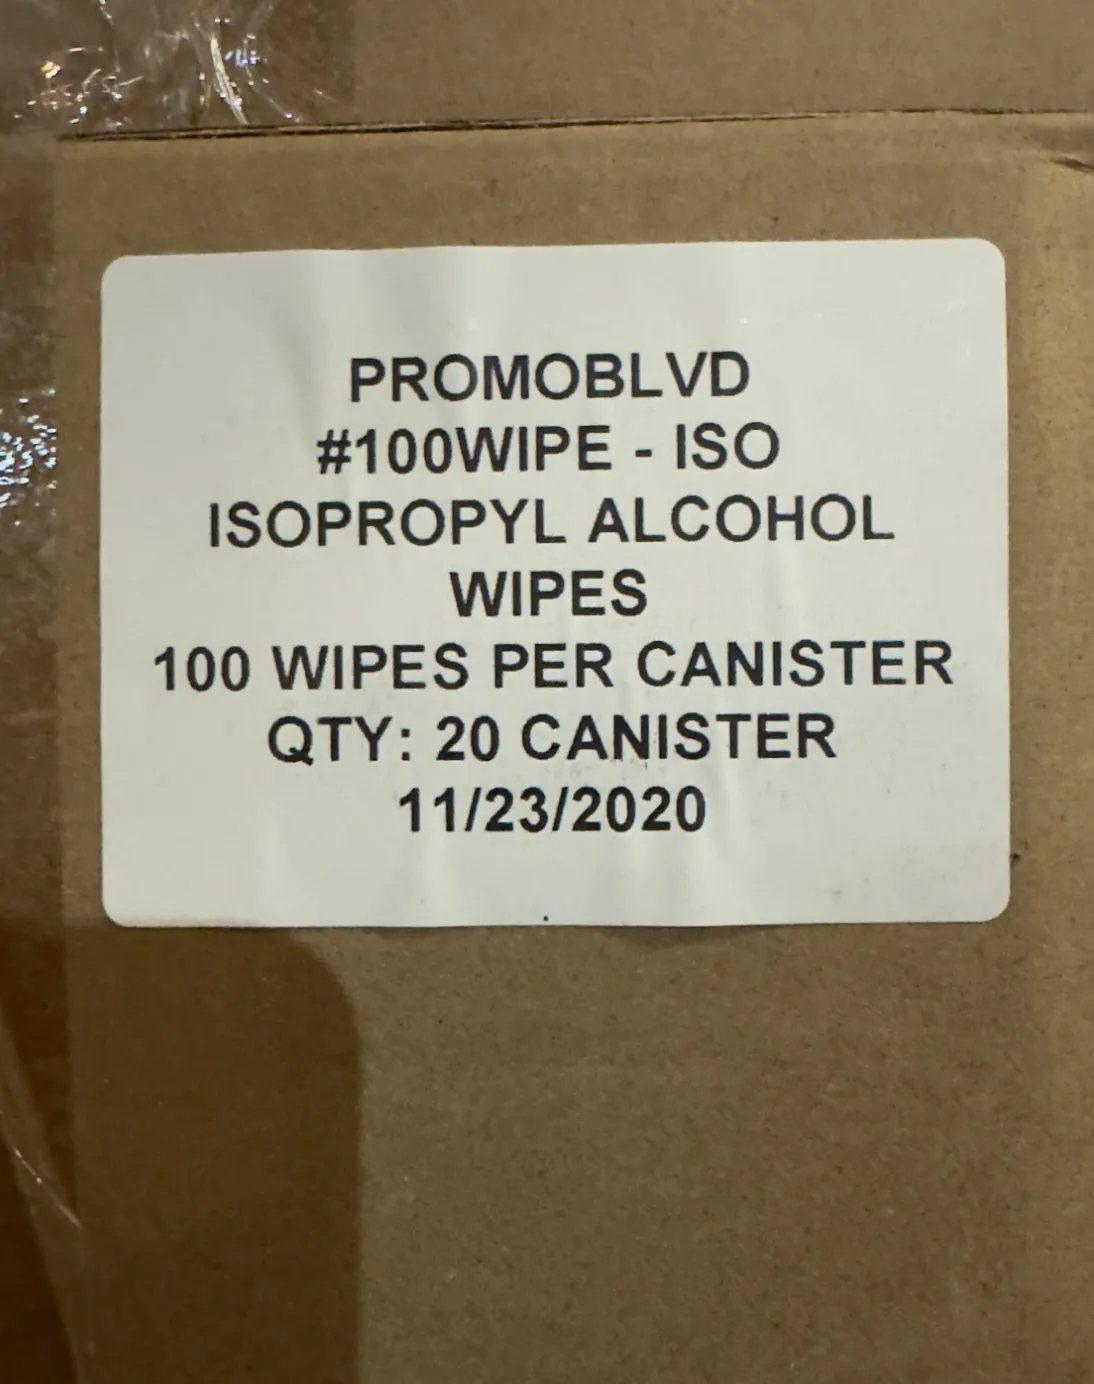 PROMOBLVD
#100WIPE - ISO
ISOPROPYL ALCOHOL
WIPES
100 WIPES PER CANISTER
QTY: 20 CANISTER
11/23/2020